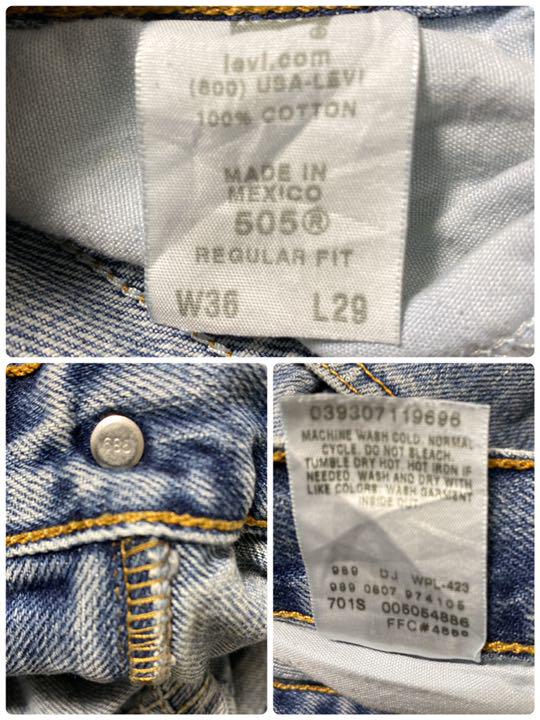 levi.com
(800) USA-LEVI
100% COTTON
MADE IN
MEXICO
505®
REGULAR FIT
W36 L29
989
039307119696
MACHINE WASH COLD. NORMAL
CYCLE. DO NOT BLEACH.
TUMBLE DRY HOT. HOT IRON IF
NEEDED. WASH AND DRY WITH
LIKE COLORS. WASH GARMENT
INSIDE OUT
989 DJ WPL-423
989 0807 974105
701S 005054886